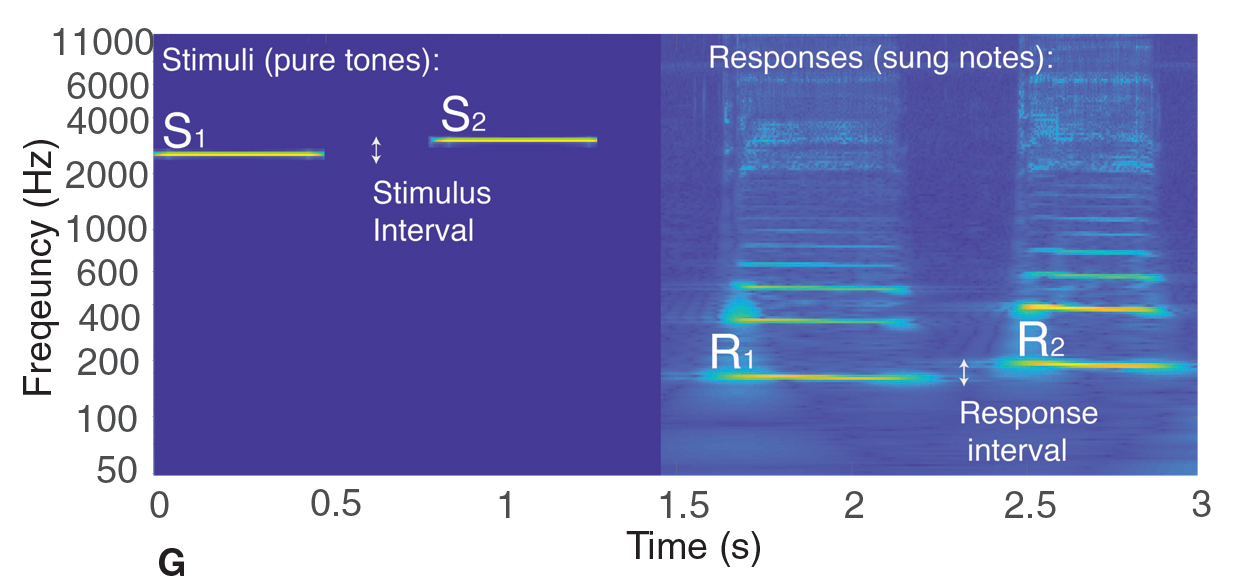 11000
6000
4000
2000
1000
600
400
200
100
50
Freqeuncy (Hz)
Stimuli (pure tones):
S1
S2
Stimulus
Interval
Responses (sung notes):
R1
R2
Response
interval
0
0.5
1
1.5
2
2.5
3
Time (s)
G